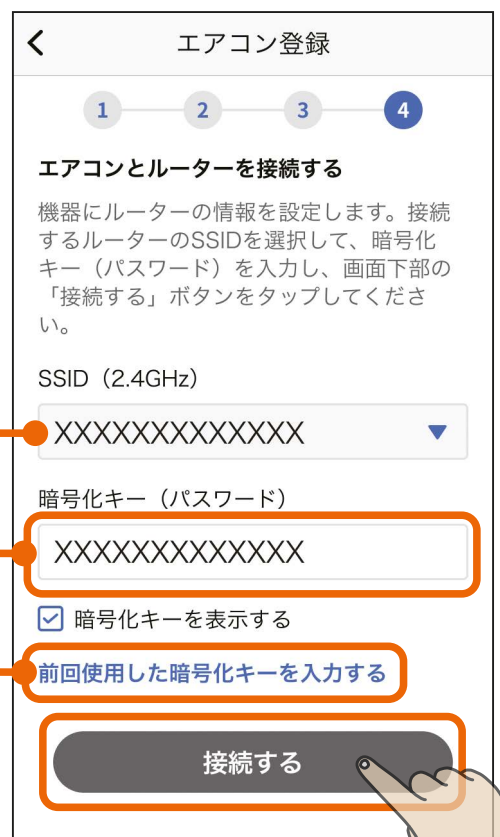 エアコン登録
1 2 3 4
エアコンとルーターを接続する
機器にルーターの情報を設定します。接続
するルーターのSSIDを選択して、暗号化
キー（パスワード）を入力し、画面下部の
「接続する」ボタンをタップしてくださ
い。
SSID（2.4GHz）
XXXXXXXXXXXXX
暗号化キー（パスワード）
XXXXXXXXXXXXX
暗号化キーを表示する
前回使用した暗号化キーを入力する
接続する